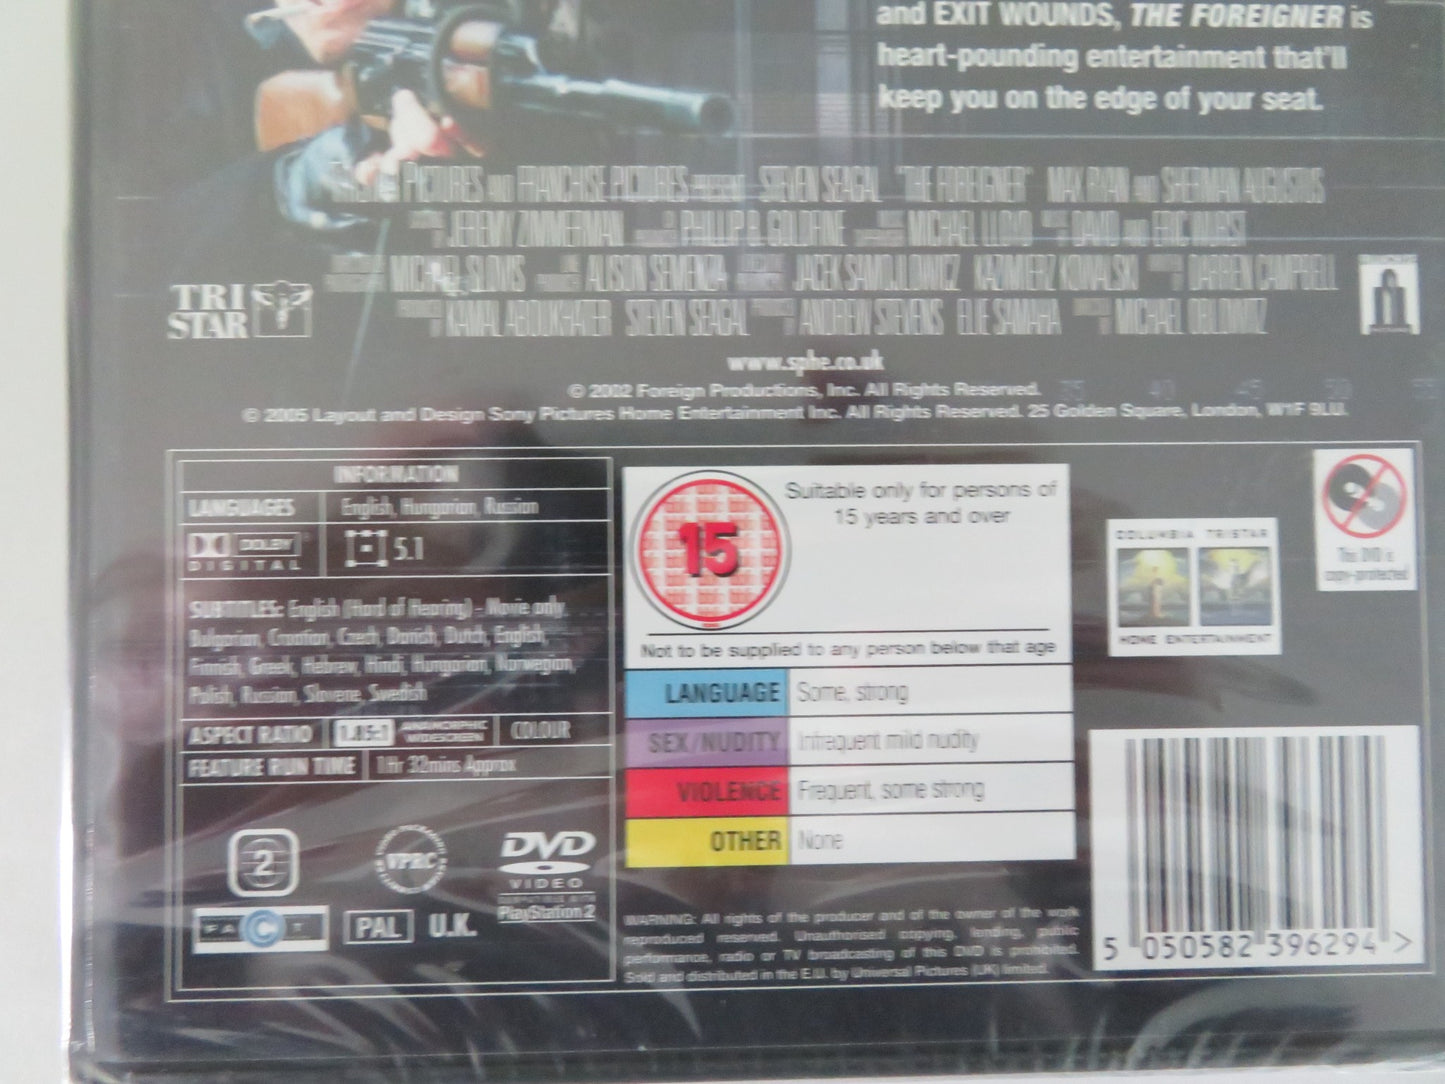 and EXIT WOUNDS, THE FOREIGNER is
heart-pounding entertainment that'll
keep you on the edge of your seat.
PICTURES AND FRANCHISE PICTURES PRESENT STEVEN SEAGAL "THE FOREIGNER" MAX RYAN AND SHERMAN AUGUSTUS
JEREMY ZIMMERMAN PHILLIP B. GOLDFINE MICHAEL LLOYD DAVID AND ERIC WURST
MICHAEL SLOVIS ALISON SEMENZA JACEK SAMOJLOWICZ KAZIMIERZ KOWALSKI DARREN CAMPBELL
KAMAL ABOUKHATER STEVEN SEAGAL ANDREW STEVENS ELIE SAMAHA MICHAEL OBLOWITZ
TRI
STAR
www.sphe.co.uk
© 2002 Foreign Productions, Inc. All Rights Reserved.
© 2005 Layout and Design Sony Pictures Home Entertainment Inc. All Rights Reserved. 25 Golden Square, London, W1F 9LU.
INFORMATION
LANGUAGES English, Hungarian, Russian
DOLBY
DIGITAL
5.1
SUBTITLES: English (Hard of Hearing) - Movie only,
Bulgarian, Croatian, Czech, Danish, Dutch, English,
Finnish, Greek, Hebrew, Hindi, Hungarian, Norwegian,
Polish, Russian, Slovene, Swedish
ASPECT RATIO 1.85:1 ANAMORPHIC WIDESCREEN COLOUR
FEATURE RUN TIME 1Hr 32mins Approx
2
VPRC
DVD
VIDEO
COMPATIBLE WITH
PlayStation 2
FACT
PAL U.K.
15
Suitable only for persons of
15 years and over
Not to be supplied to any person below that age
LANGUAGE Some, strong
SEX/NUDITY Infrequent mild nudity
VIOLENCE Frequent, some strong
OTHER None
WARNING: All rights of the producer and of the owner of the work
reproduced reserved. Unauthorised copying, lending, public
performance, radio or TV broadcasting of this DVD is prohibited.
Sold and distributed in the E.U. by Universal Pictures (UK) limited.
COLUMBIA TRISTAR
HOME ENTERTAINMENT
This DVD is
copy-protected
5 050582 396294 >